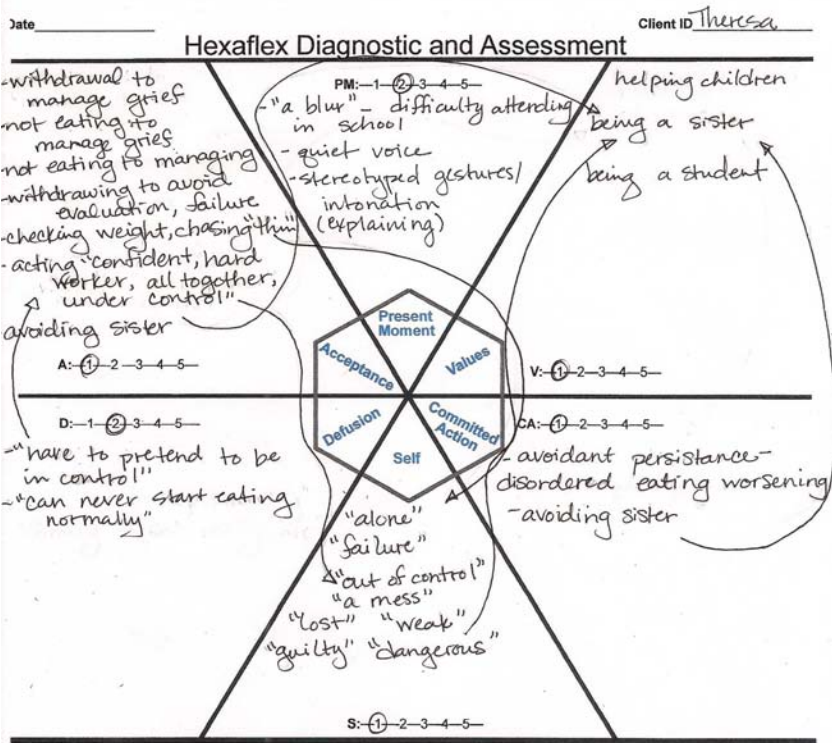 Date
Client ID Theresa
Hexaflex Diagnostic and Assessment
-withdrawal to
manage grief
-not eating to
manage grief
-not eating to managing
-withdrawing to avoid
evaluation, failure
-checking weight, chasing "thin"
-acting "confident, hard
worker, all together,
under control"
avoiding sister
A:-1-2-3-4-5-
PM:-1-2-3-4-5-
-"a blur" - difficulty attending
in school
- quiet voice
-stereotyped gestures/
intonation
(explaining)
helping children
being a sister
being a student
V:-1-2-3-4-5-
Present
Moment
Acceptance
Values
Defusion
Committed
Action
Self
D:-1-2-3-4-5-
-"have to pretend to be
in control"
-"can never start eating
normally"
CA:-1-2-3-4-5-
- avoidant persistance-
disordered eating worsening
-avoiding sister
"alone"
"failure"
"out of control"
"a mess"
"lost" "weak"
"guilty" "dangerous"
S:-1-2-3-4-5-